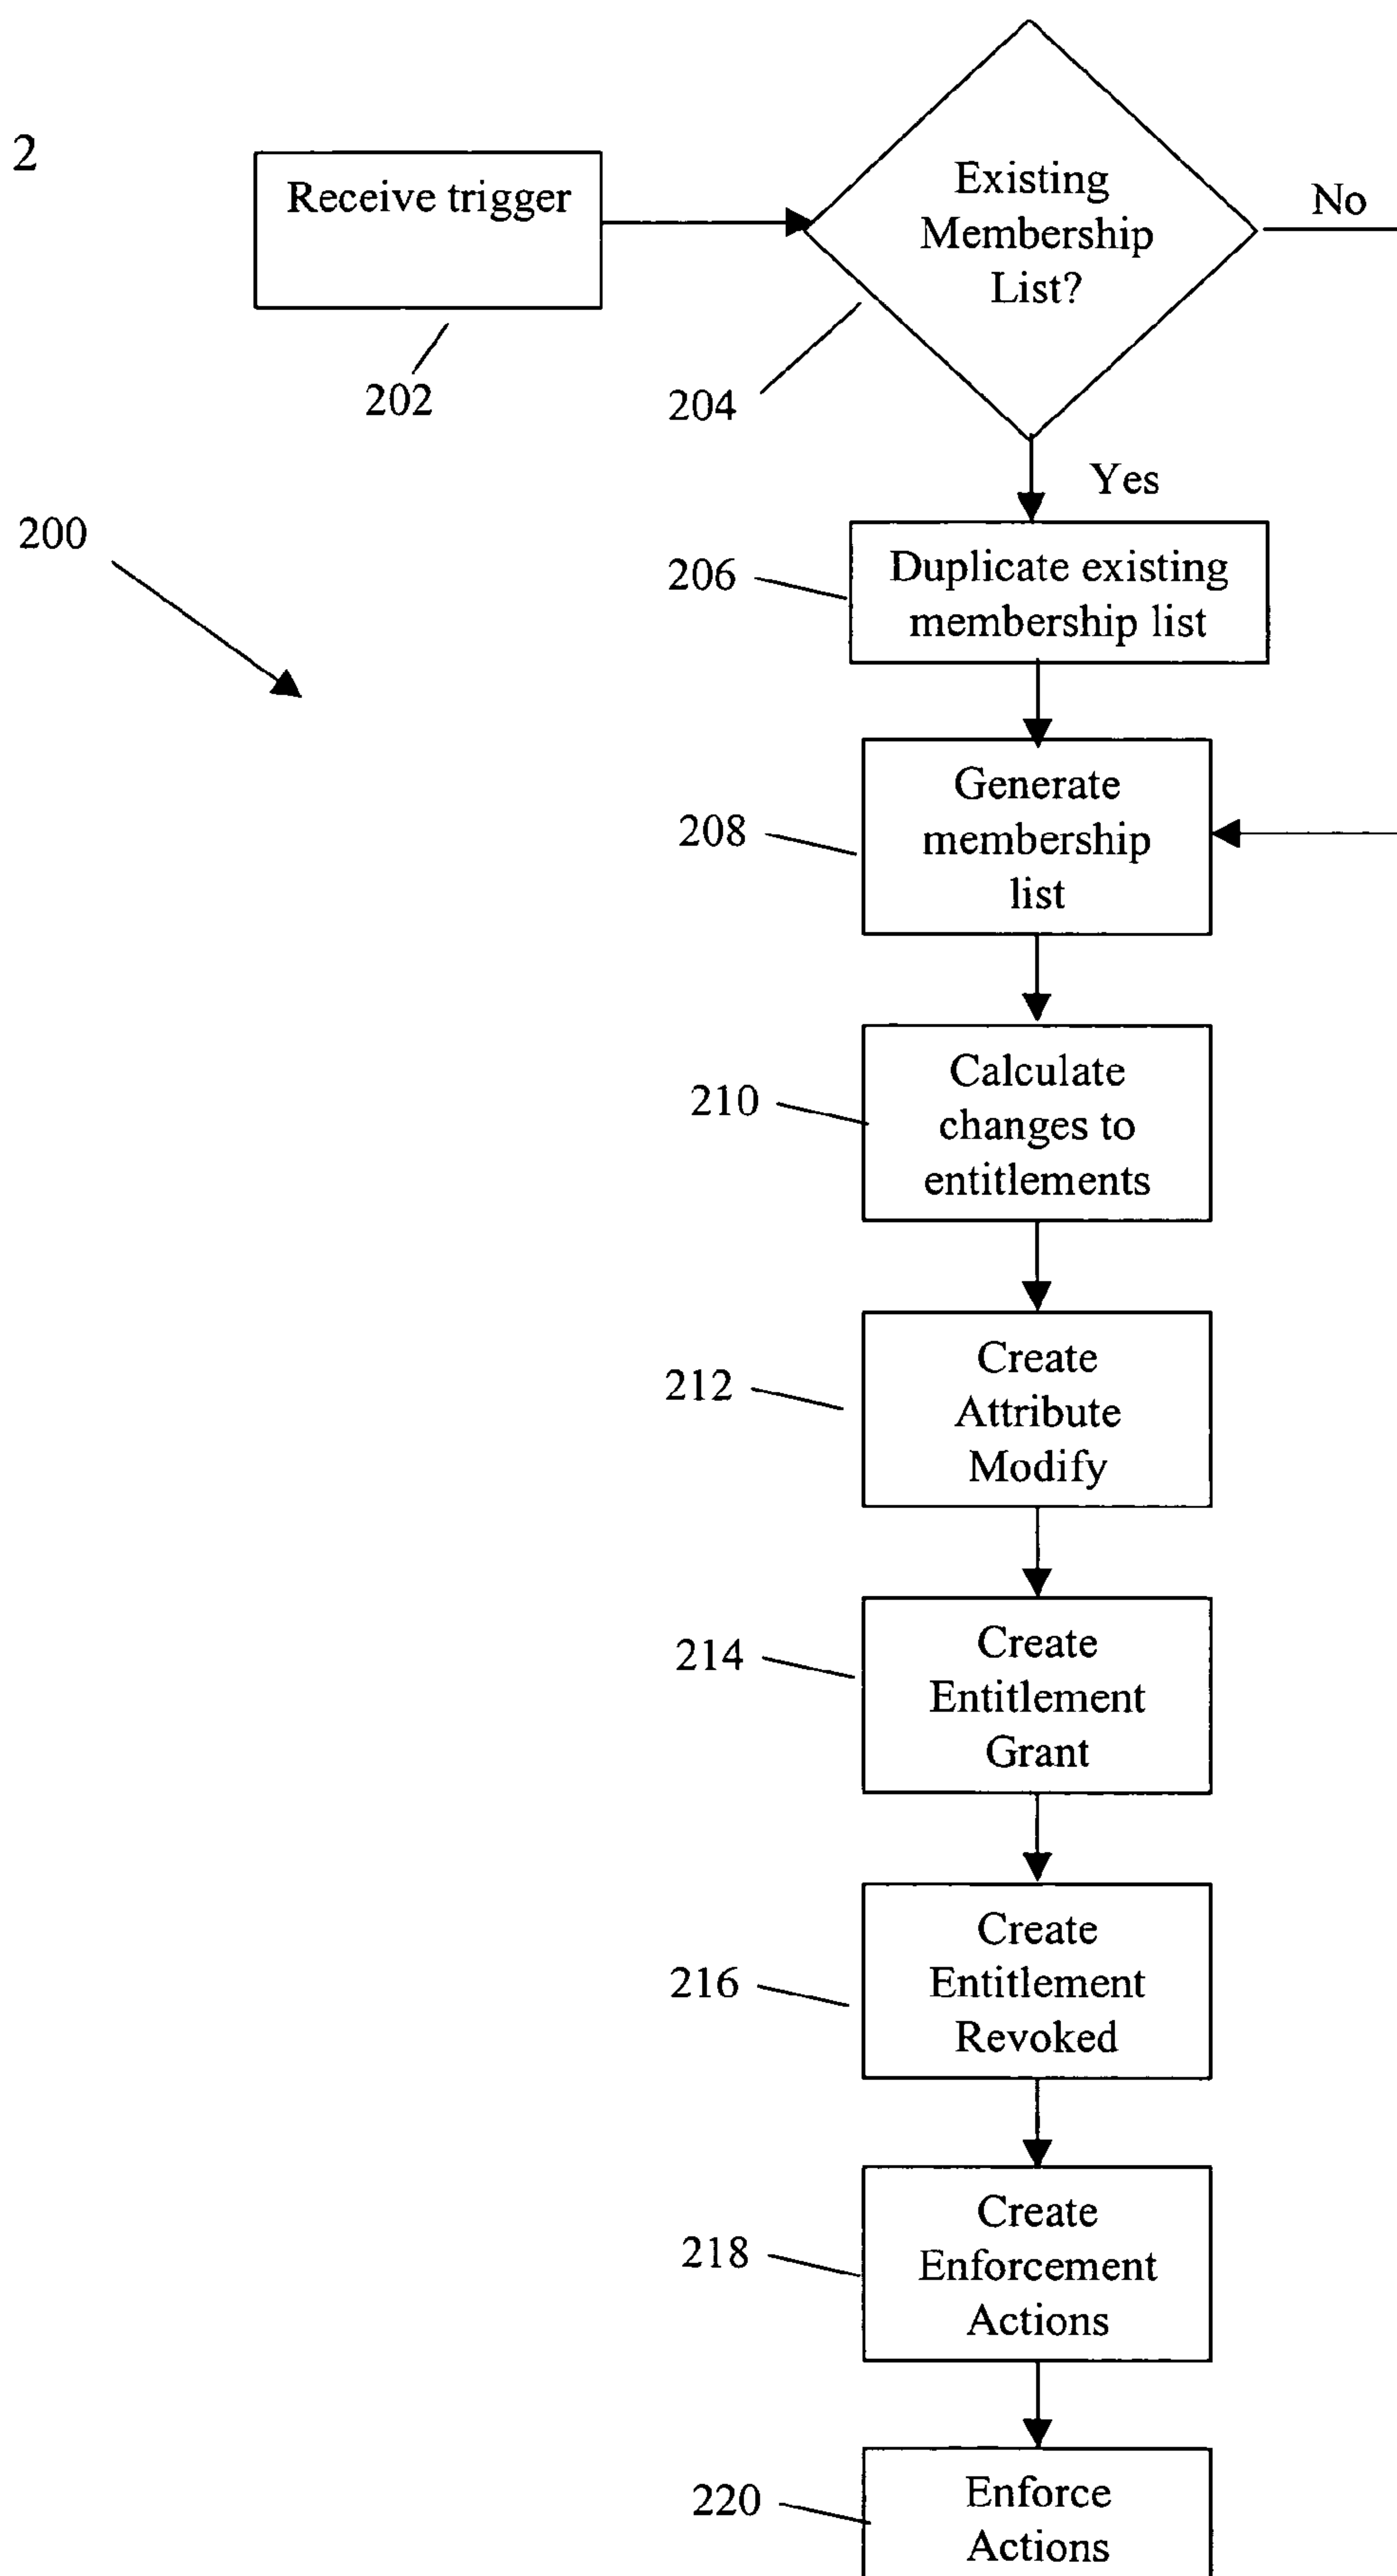 2
Receive trigger
Existing
Membership
List?
No
202
204
Yes
200
206
Duplicate existing
membership list
208
Generate
membership
list
210
Calculate
changes to
entitlements
212
Create
Attribute
Modify
214
Create
Entitlement
Grant
216
Create
Entitlement
Revoked
218
Create
Enforcement
Actions
220
Enforce
Actions